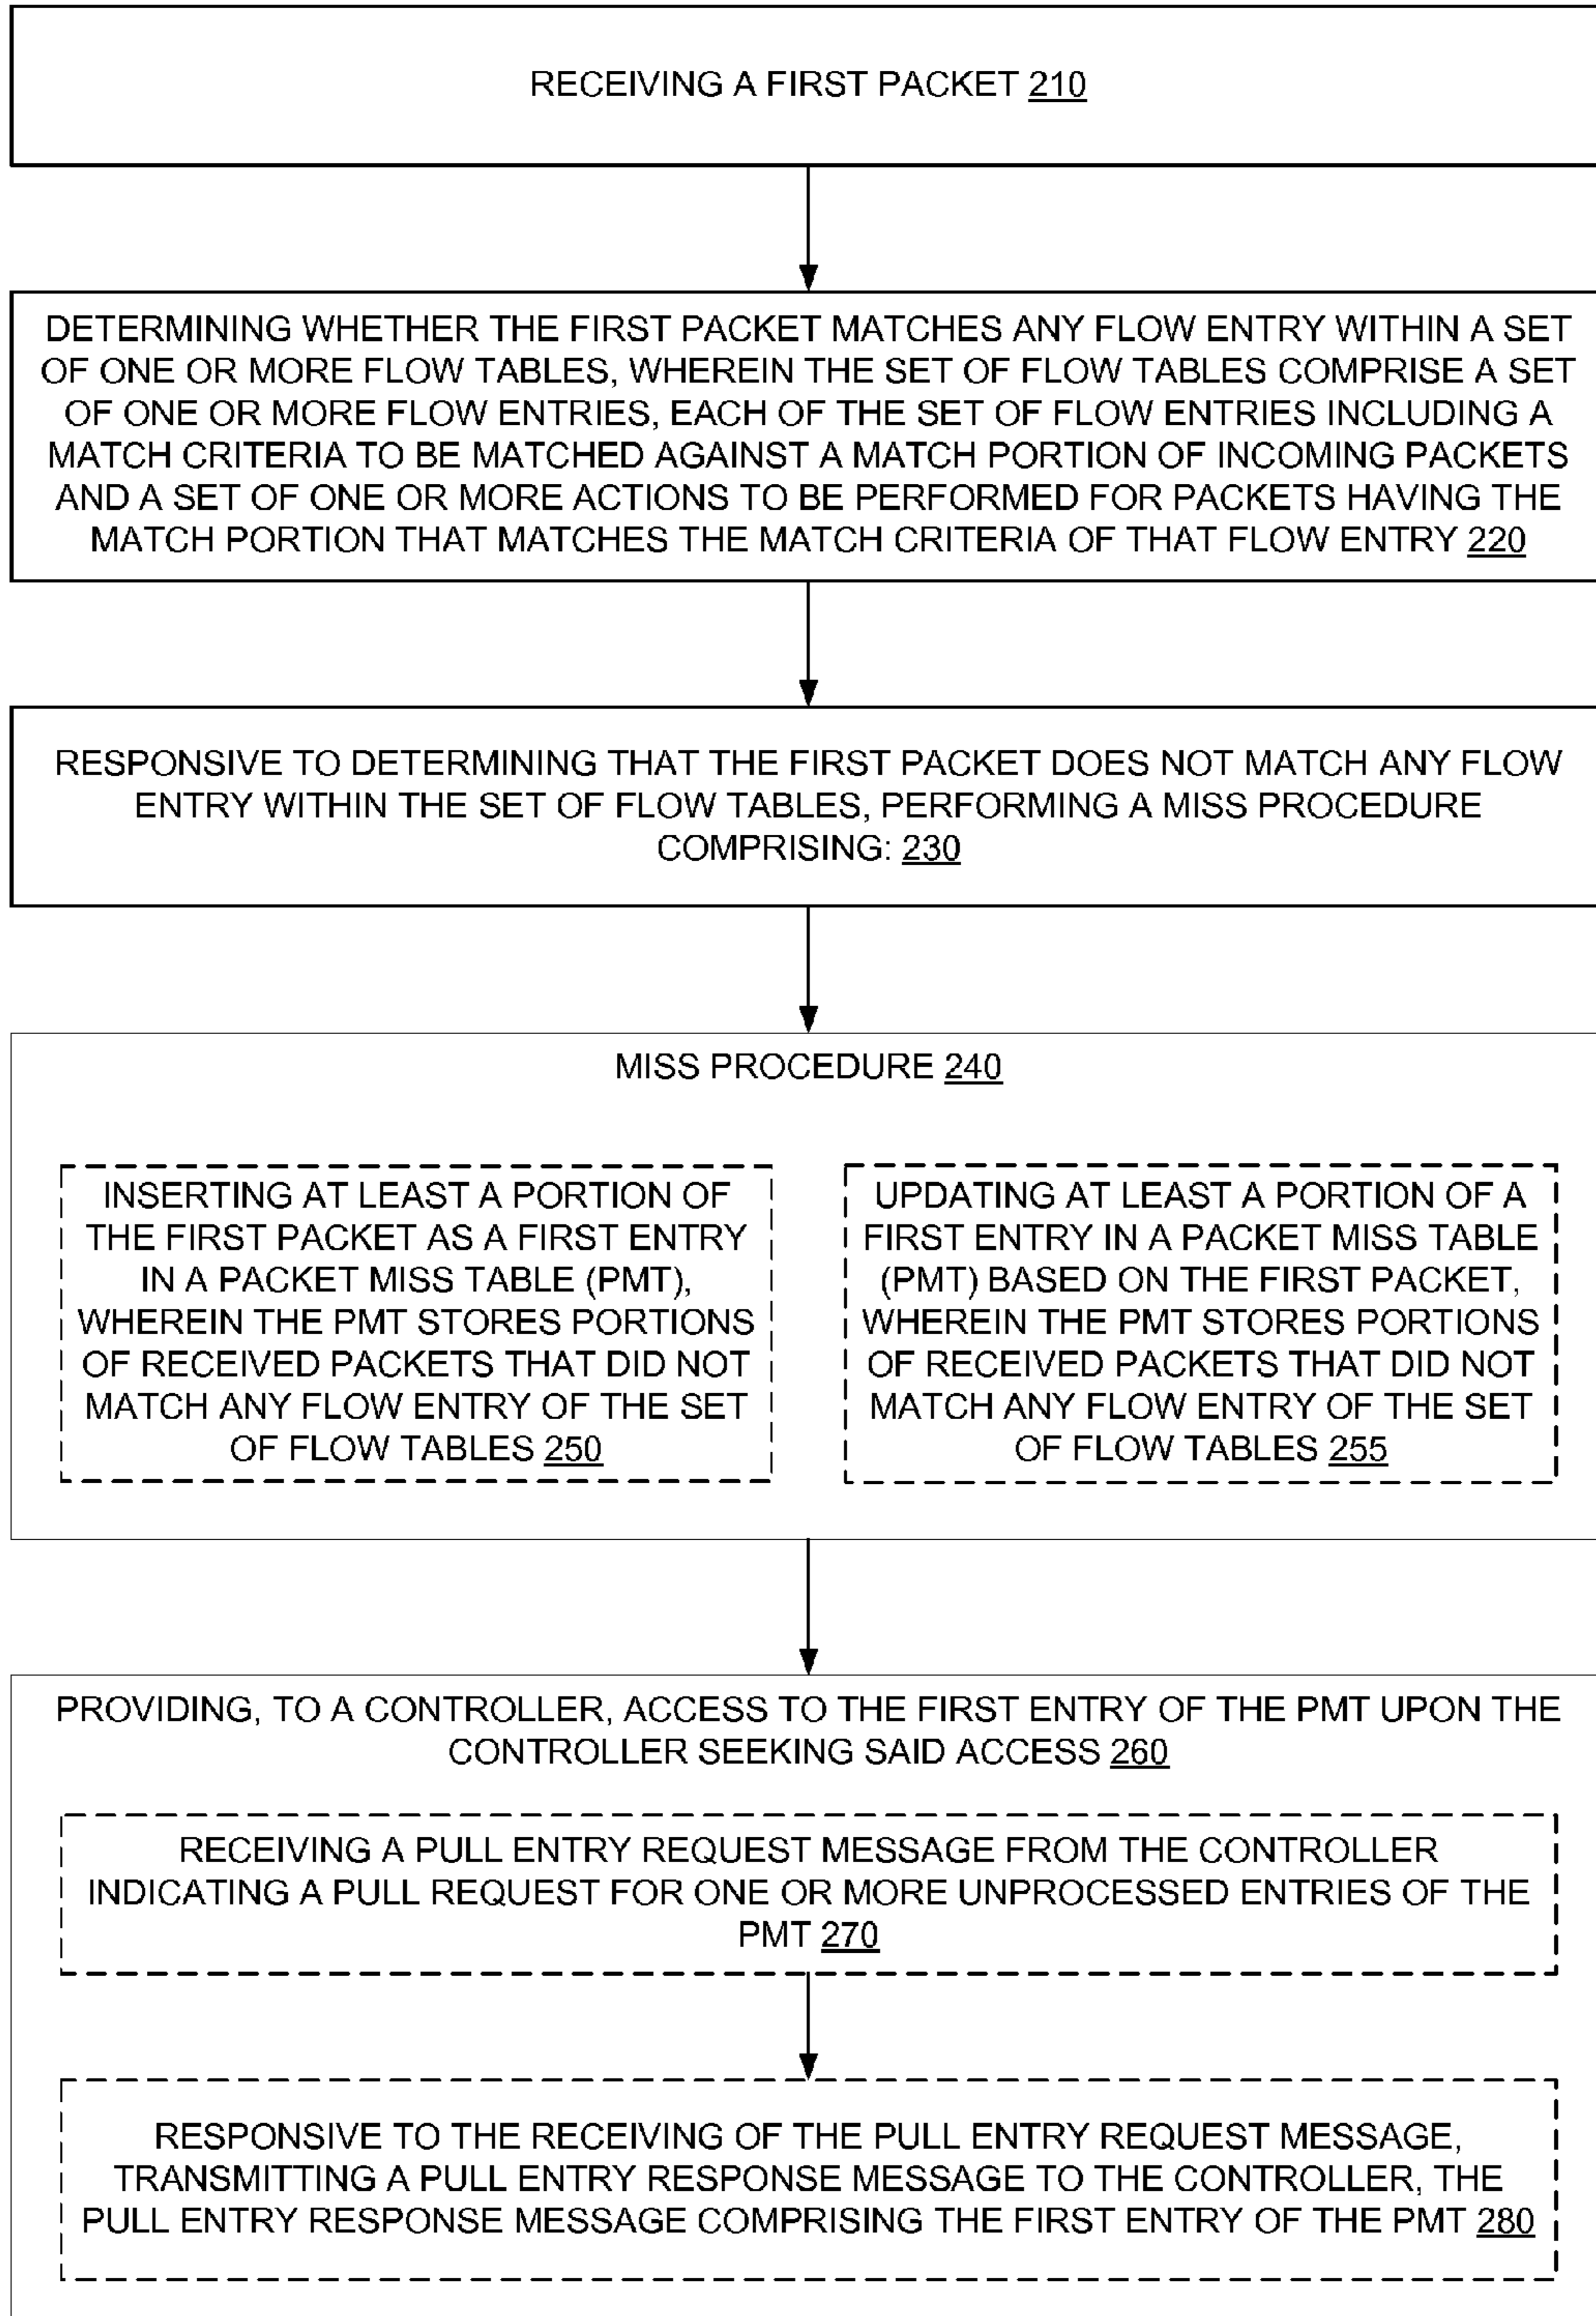 RECEIVING A FIRST PACKET 210
DETERMINING WHETHER THE FIRST PACKET MATCHES ANY FLOW ENTRY WITHIN A SET
OF ONE OR MORE FLOW TABLES, WHEREIN THE SET OF FLOW TABLES COMPRISE A SET
OF ONE OR MORE FLOW ENTRIES, EACH OF THE SET OF FLOW ENTRIES INCLUDING A
MATCH CRITERIA TO BE MATCHED AGAINST A MATCH PORTION OF INCOMING PACKETS
AND A SET OF ONE OR MORE ACTIONS TO BE PERFORMED FOR PACKETS HAVING THE
MATCH PORTION THAT MATCHES THE MATCH CRITERIA OF THAT FLOW ENTRY 220
RESPONSIVE TO DETERMINING THAT THE FIRST PACKET DOES NOT MATCH ANY FLOW
ENTRY WITHIN THE SET OF FLOW TABLES, PERFORMING A MISS PROCEDURE
COMPRISING: 230
MISS PROCEDURE 240
INSERTING AT LEAST A PORTION OF
THE FIRST PACKET AS A FIRST ENTRY
IN A PACKET MISS TABLE (PMT),
WHEREIN THE PMT STORES PORTIONS
OF RECEIVED PACKETS THAT DID NOT
MATCH ANY FLOW ENTRY OF THE SET
OF FLOW TABLES 250
UPDATING AT LEAST A PORTION OF A
FIRST ENTRY IN A PACKET MISS TABLE
(PMT) BASED ON THE FIRST PACKET,
WHEREIN THE PMT STORES PORTIONS
OF RECEIVED PACKETS THAT DID NOT
MATCH ANY FLOW ENTRY OF THE SET
OF FLOW TABLES 255
PROVIDING, TO A CONTROLLER, ACCESS TO THE FIRST ENTRY OF THE PMT UPON THE
CONTROLLER SEEKING SAID ACCESS 260
RECEIVING A PULL ENTRY REQUEST MESSAGE FROM THE CONTROLLER
INDICATING A PULL REQUEST FOR ONE OR MORE UNPROCESSED ENTRIES OF THE
PMT 270
RESPONSIVE TO THE RECEIVING OF THE PULL ENTRY REQUEST MESSAGE,
TRANSMITTING A PULL ENTRY RESPONSE MESSAGE TO THE CONTROLLER, THE
PULL ENTRY RESPONSE MESSAGE COMPRISING THE FIRST ENTRY OF THE PMT 280